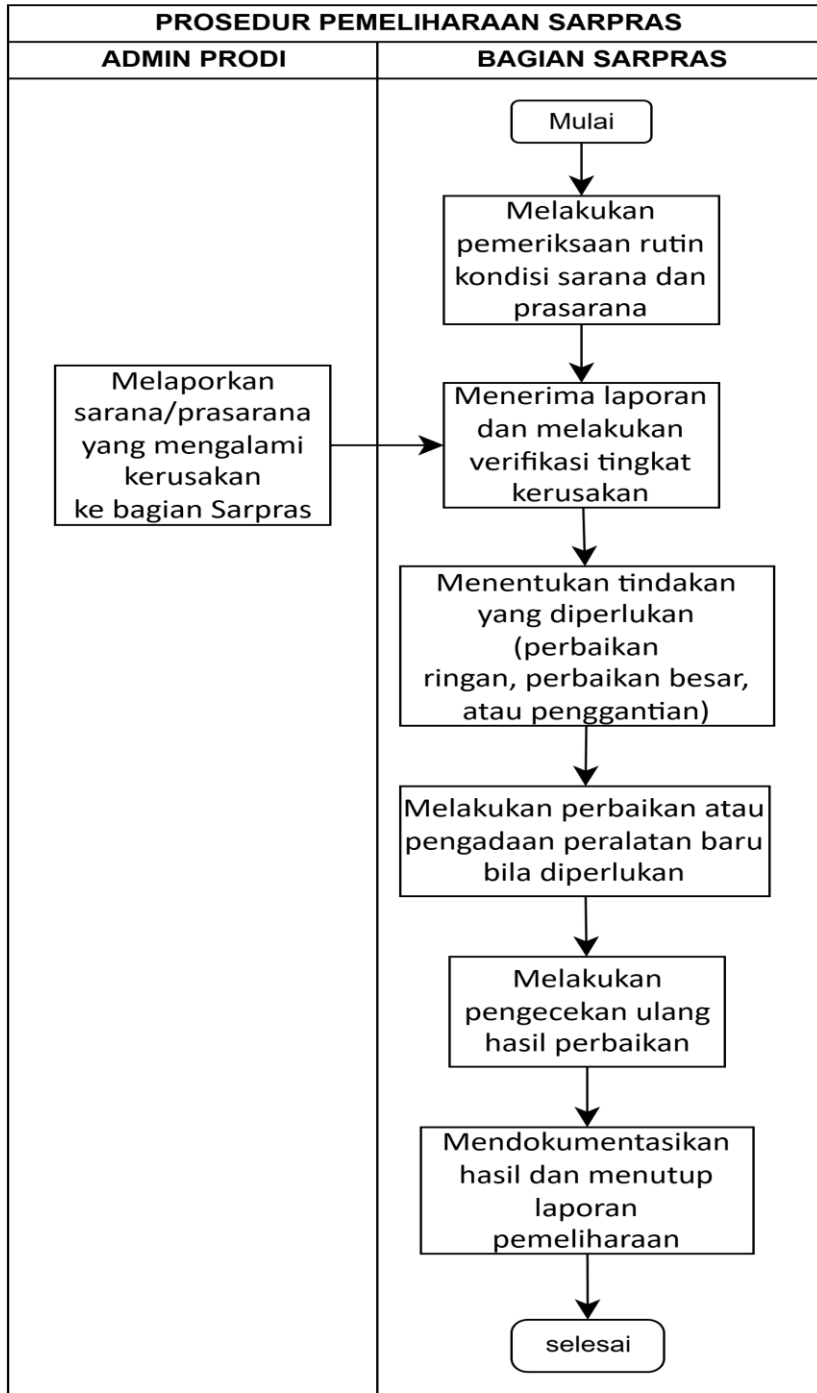 PROSEDUR PEMELIHARAAN SARPRAS
ADMIN PRODI
BAGIAN SARPRAS
Mulai
Melakukan
pemeriksaan rutin
kondisi sarana dan
prasarana
Melaporkan
sarana/prasarana
yang mengalami
kerusakan
ke bagian Sarpras
Menerima laporan
dan melakukan
verifikasi tingkat
kerusakan
Menentukan tindakan
yang diperlukan
(perbaikan
ringan, perbaikan besar,
atau penggantian)
Melakukan perbaikan atau
pengadaan peralatan baru
bila diperlukan
Melakukan
pengecekan ulang
hasil perbaikan
Mendokumentasikan
hasil dan menutup
laporan
pemeliharaan
selesai